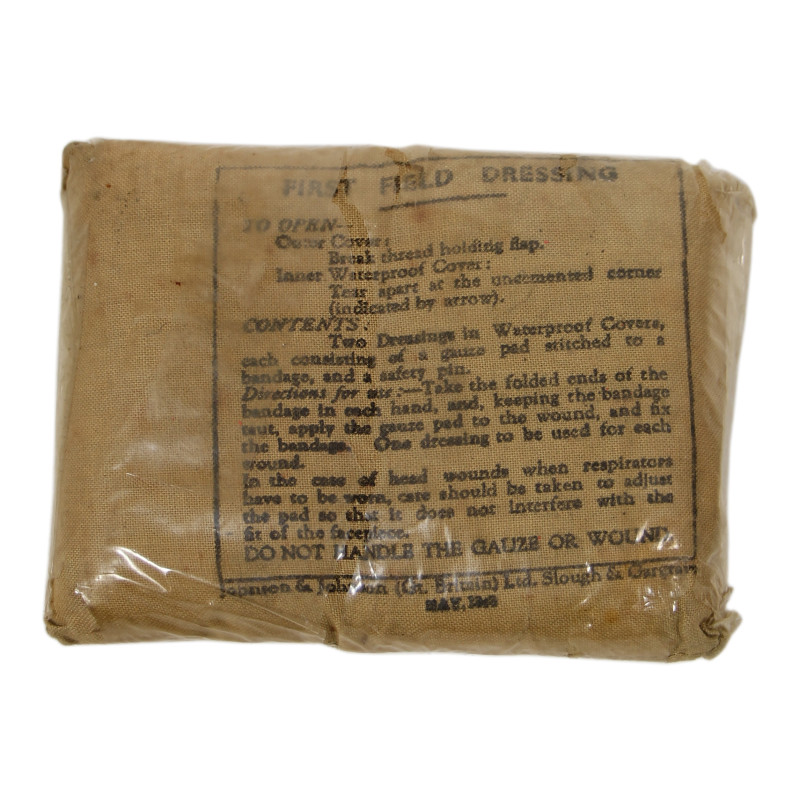 FIRST FIELD DRESSING
TO OPEN—
Outer Cover:
Break thread holding flap.
Inner Waterproof Cover:
Tear apart at the uncemented corner
(indicated by arrow).
CONTENTS:
Two Dressings in Waterproof Covers,
each consisting of a gauze pad stitched to a
bandage, and a safety pin.
Directions for use:—Take the folded ends of the
bandage in each hand, and, keeping the bandage
taut, apply the gauze pad to the wound, and fix
the bandage. One dressing to be used for each
wound.
In the case of head wounds when respirators
have to be worn, care should be taken to adjust
the pad so that it does not interfere with the
fit of the facepiece.
DO NOT HANDLE THE GAUZE OR WOUND
Johnson & Johnson (Gt. Britain) Ltd. Slough & Gargrave
MAY,